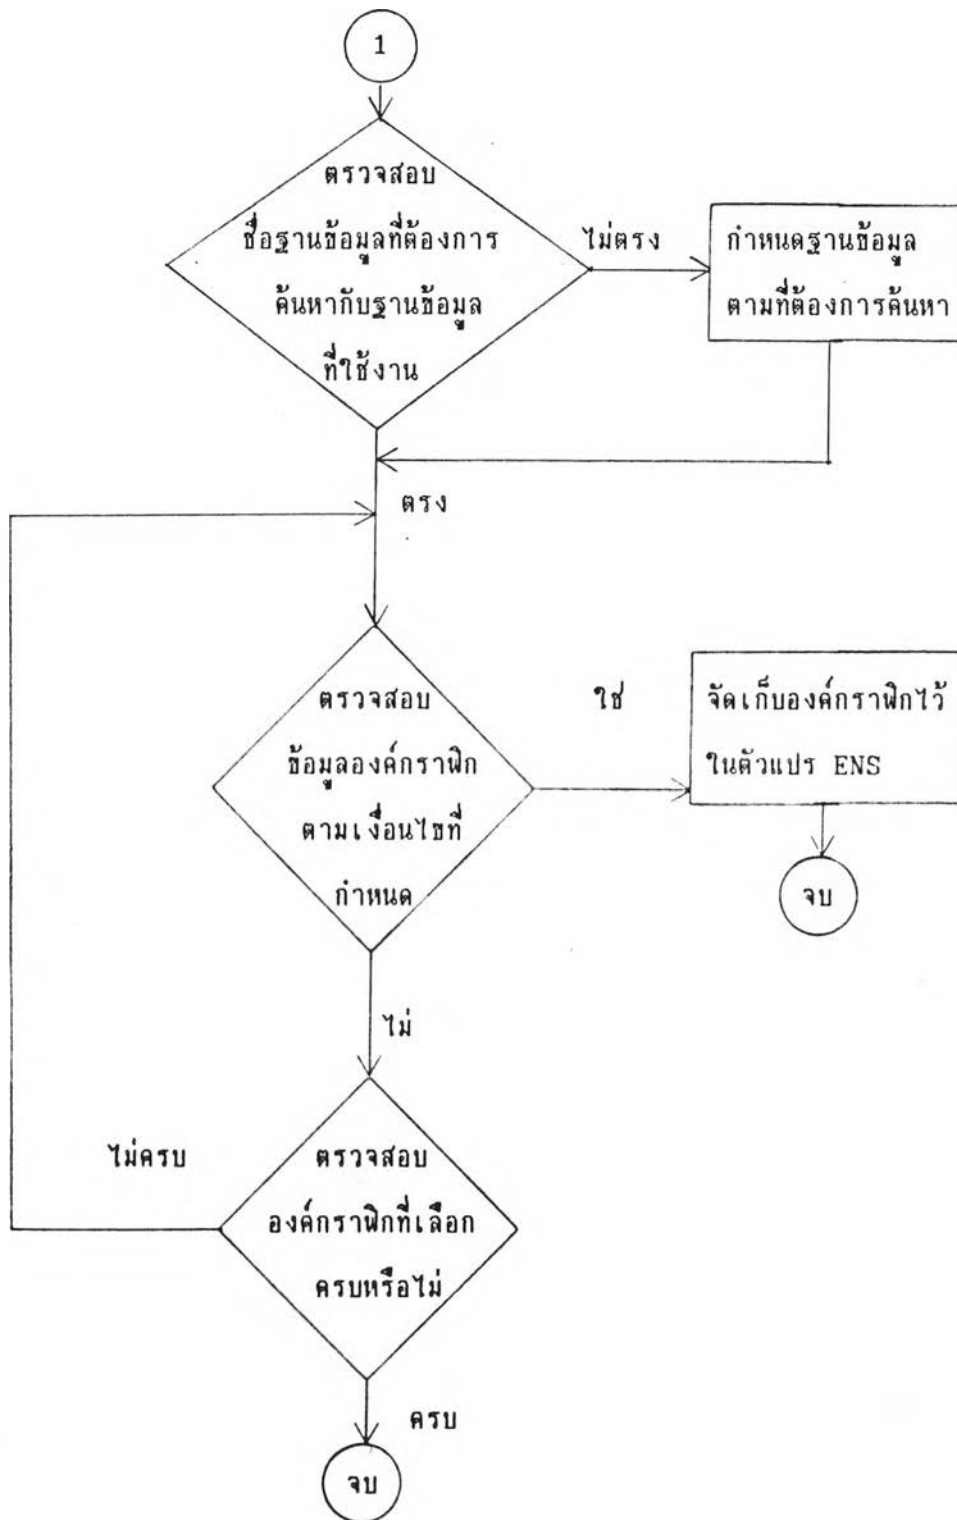 1
ตรวจสอบ
ชื่อฐานข้อมูลที่ต้องการ
ค้นหากับฐานข้อมูล
ที่ใช้งาน
ไม่ตรง
กำหนดฐานข้อมูล
ตามที่ต้องการค้นหา
ตรง
ตรวจสอบ
ข้อมูลองค์กราฟิก
ตามเงื่อนไขที่
กำหนด
ใช่
จัดเก็บองค์กราฟิกไว้
ในตัวแปร ENS
จบ
ไม่
ไม่ครบ
ตรวจสอบ
องค์กราฟิกที่เลือก
ครบหรือไม่
ครบ
จบ